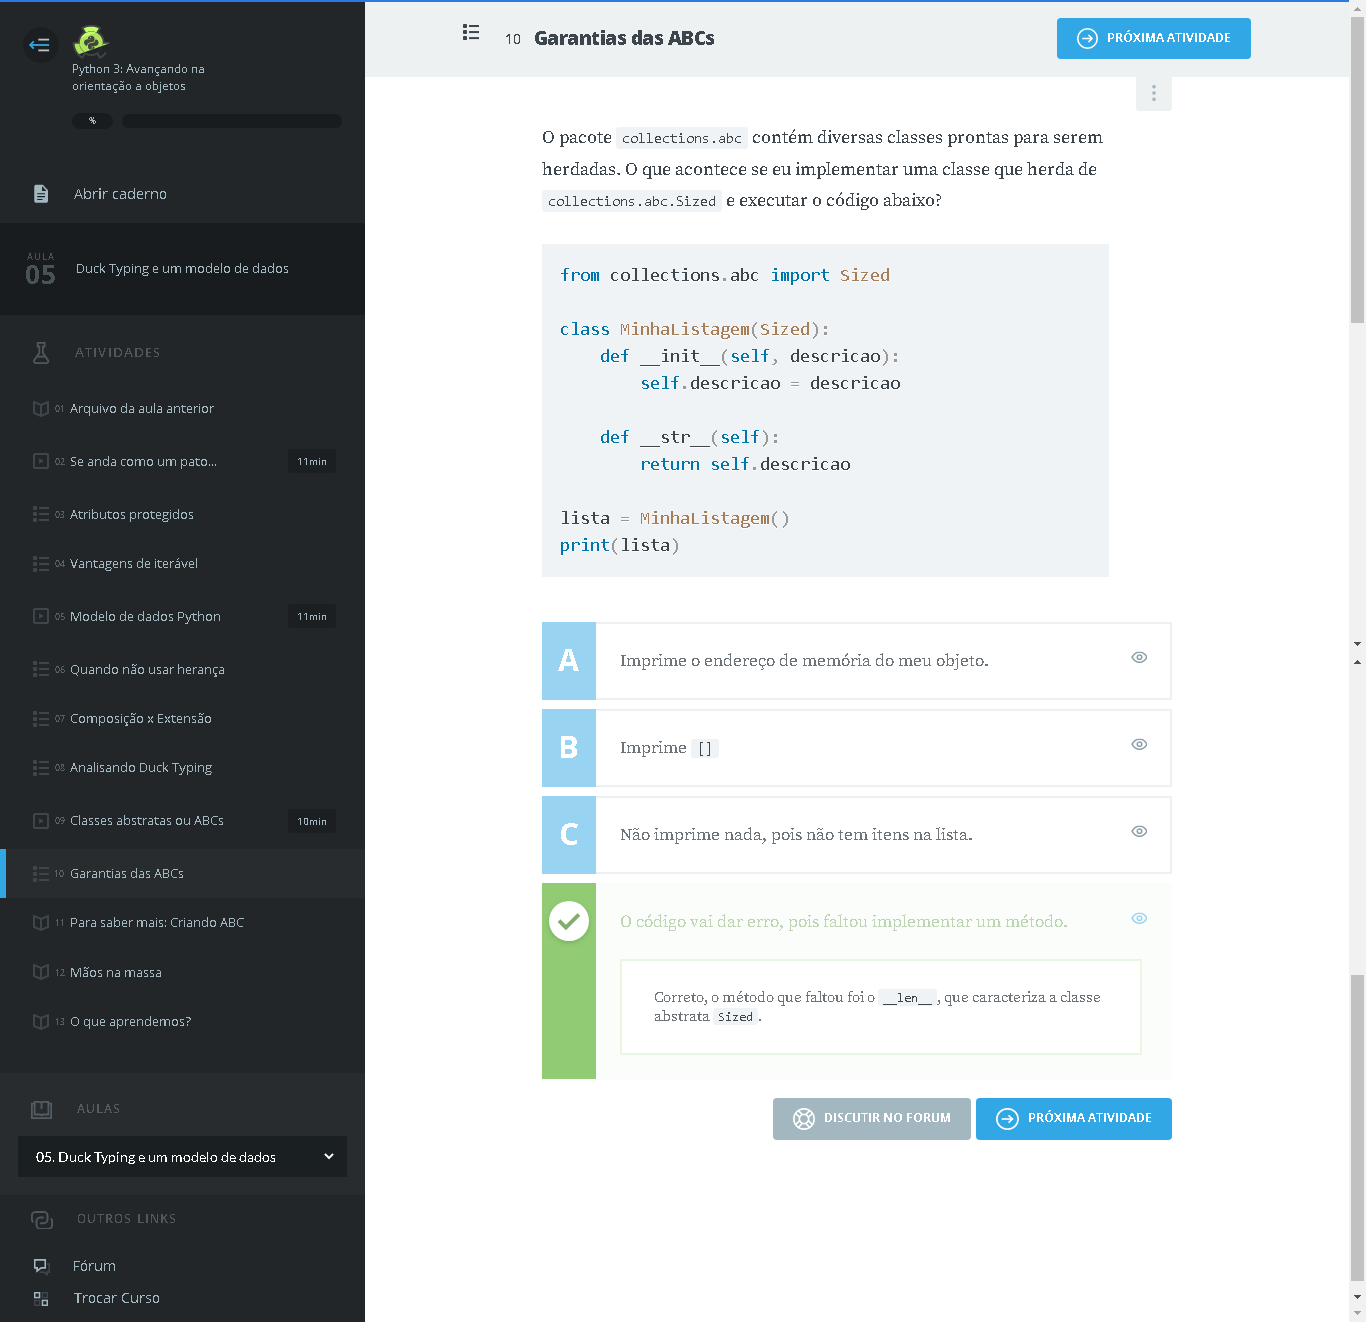 Python 3: Avançando na
orientação a objetos
%
Abrir caderno
AULA
05
Duck Typing e um modelo de dados
ATIVIDADES
01 Arquivo da aula anterior
02 Se anda como um pato... 11min
03 Atributos protegidos
04 Vantagens de iterável
05 Modelo de dados Python 11min
06 Quando não usar herança
07 Composição x Extensão
08 Analisando Duck Typing
09 Classes abstratas ou ABCs 10min
10 Garantias das ABCs
11 Para saber mais: Criando ABC
12 Mãos na massa
13 O que aprendemos?
AULAS
05. Duck Typing e um modelo de dados
OUTROS LINKS
Fórum
Trocar Curso
10 Garantias das ABCs
PRÓXIMA ATIVIDADE
O pacote collections.abc contém diversas classes prontas para serem
herdadas. O que acontece se eu implementar uma classe que herda de
collections.abc.Sized e executar o código abaixo?
from collections.abc import Sized
class MinhaListagem(Sized):
    def __init__(self, descricao):
        self.descricao = descricao
    def __str__(self):
        return self.descricao
lista = MinhaListagem()
print(lista)
A Imprime o endereço de memória do meu objeto.
B Imprime []
C Não imprime nada, pois não tem itens na lista.
O código vai dar erro, pois faltou implementar um método.
Correto, o método que faltou foi o __len__, que caracteriza a classe
abstrata Sized.
DISCUTIR NO FORUM
PRÓXIMA ATIVIDADE